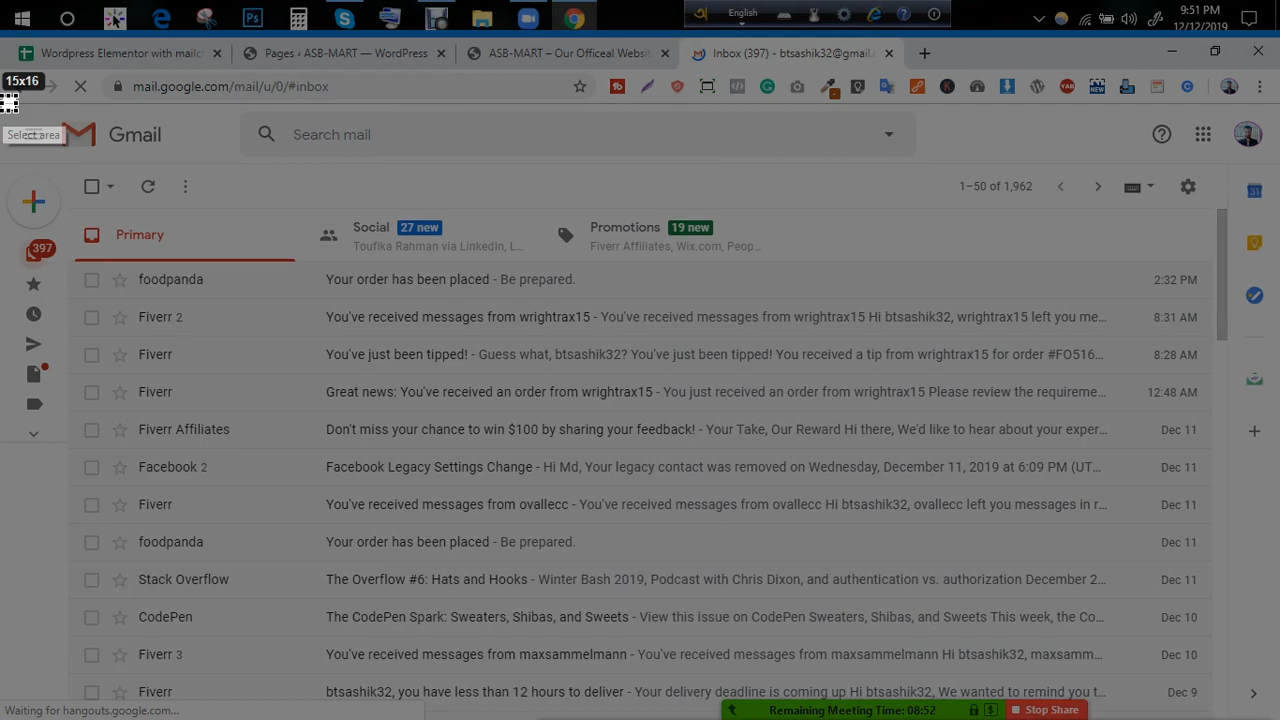 English
9:51 PM
12/12/2019
Wordpress Elementor with mailc
Pages ‹ ASB-MART — WordPress
ASB-MART – Our Officeal Websit
Inbox (397) - btsashik32@gmail.c
15x16
mail.google.com/mail/u/0/#inbox
Select area
Gmail
Search mail
1–50 of 1,962
Primary
Social 27 new
Toufika Rahman via LinkedIn, L...
Promotions 19 new
Fiverr Affiliates, Wix.com, Peop...
397
foodpanda Your order has been placed - Be prepared. 2:32 PM
Fiverr 2 You've received messages from wrightrax15 - You've received messages from wrightrax15 Hi btsashik32, wrightrax15 left you me... 8:31 AM
Fiverr You've just been tipped! - Guess what, btsashik32? You've just been tipped! You received a tip from wrightrax15 for order #FO516... 8:28 AM
Fiverr Great news: You've received an order from wrightrax15 - You just received an order from wrightrax15 Please review the requireme... 12:48 AM
Fiverr Affiliates Don't miss your chance to win $100 by sharing your feedback! - Your Take, Our Reward Hi there, We'd like to hear about your exper... Dec 11
Facebook 2 Facebook Legacy Settings Change - Hi Md, Your legacy contact was removed on Wednesday, December 11, 2019 at 6:09 PM (UT... Dec 11
Fiverr You've received messages from ovallecc - You've received messages from ovallecc Hi btsashik32, ovallecc left you messages in r... Dec 11
foodpanda Your order has been placed - Be prepared. Dec 11
Stack Overflow The Overflow #6: Hats and Hooks - Winter Bash 2019, Podcast with Chris Dixon, and authentication vs. authorization December 2... Dec 11
CodePen The CodePen Spark: Sweaters, Shibas, and Sweets - View this issue on CodePen Sweaters, Shibas, and Sweets This week, the Co... Dec 10
Fiverr 3 You've received messages from maxsammelmann - You've received messages from maxsammelmann Hi btsashik32, maxsamm... Dec 10
Fiverr btsashik32, you have less than 12 hours to deliver - Your delivery deadline is coming up Hi btsashik32, We wanted to remind you t... Dec 9
Waiting for hangouts.google.com...
Remaining Meeting Time: 08:52
Stop Share